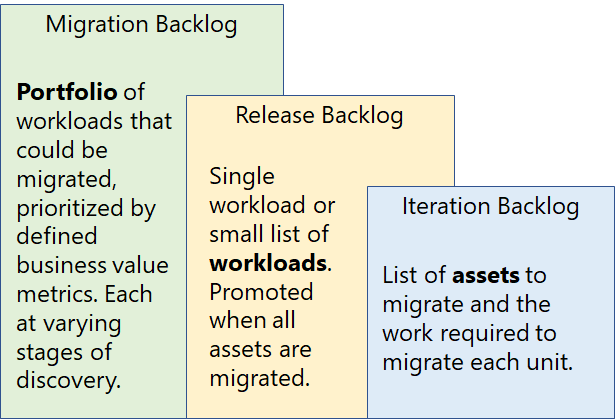 Migration Backlog
Portfolio of
workloads that
could be
migrated,
prioritized by
defined
business value
metrics. Each
at varying
stages of
discovery.
Release Backlog
Single
workload or
small list of
workloads.
Promoted
when all
assets are
migrated.
Iteration Backlog
List of assets to
migrate and the
work required to
migrate each unit.